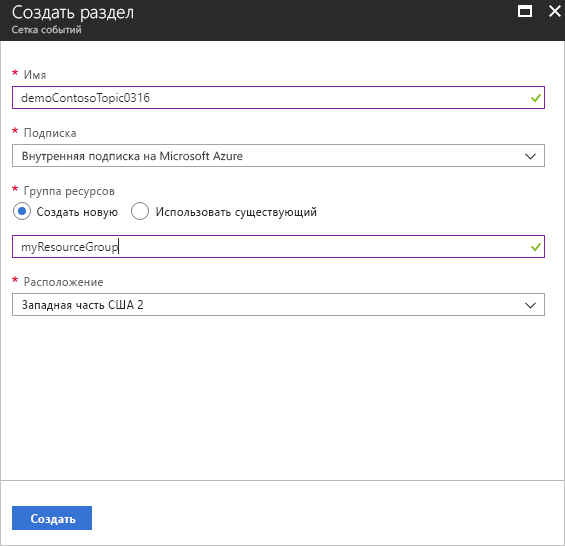 Создать раздел
Сетка событий
* Имя
demoContosoTopic0316
* Подписка
Внутренняя подписка на Microsoft Azure
* Группа ресурсов
Создать новую Использовать существующий
myResourceGroup
* Расположение
Западная часть США 2
Создать